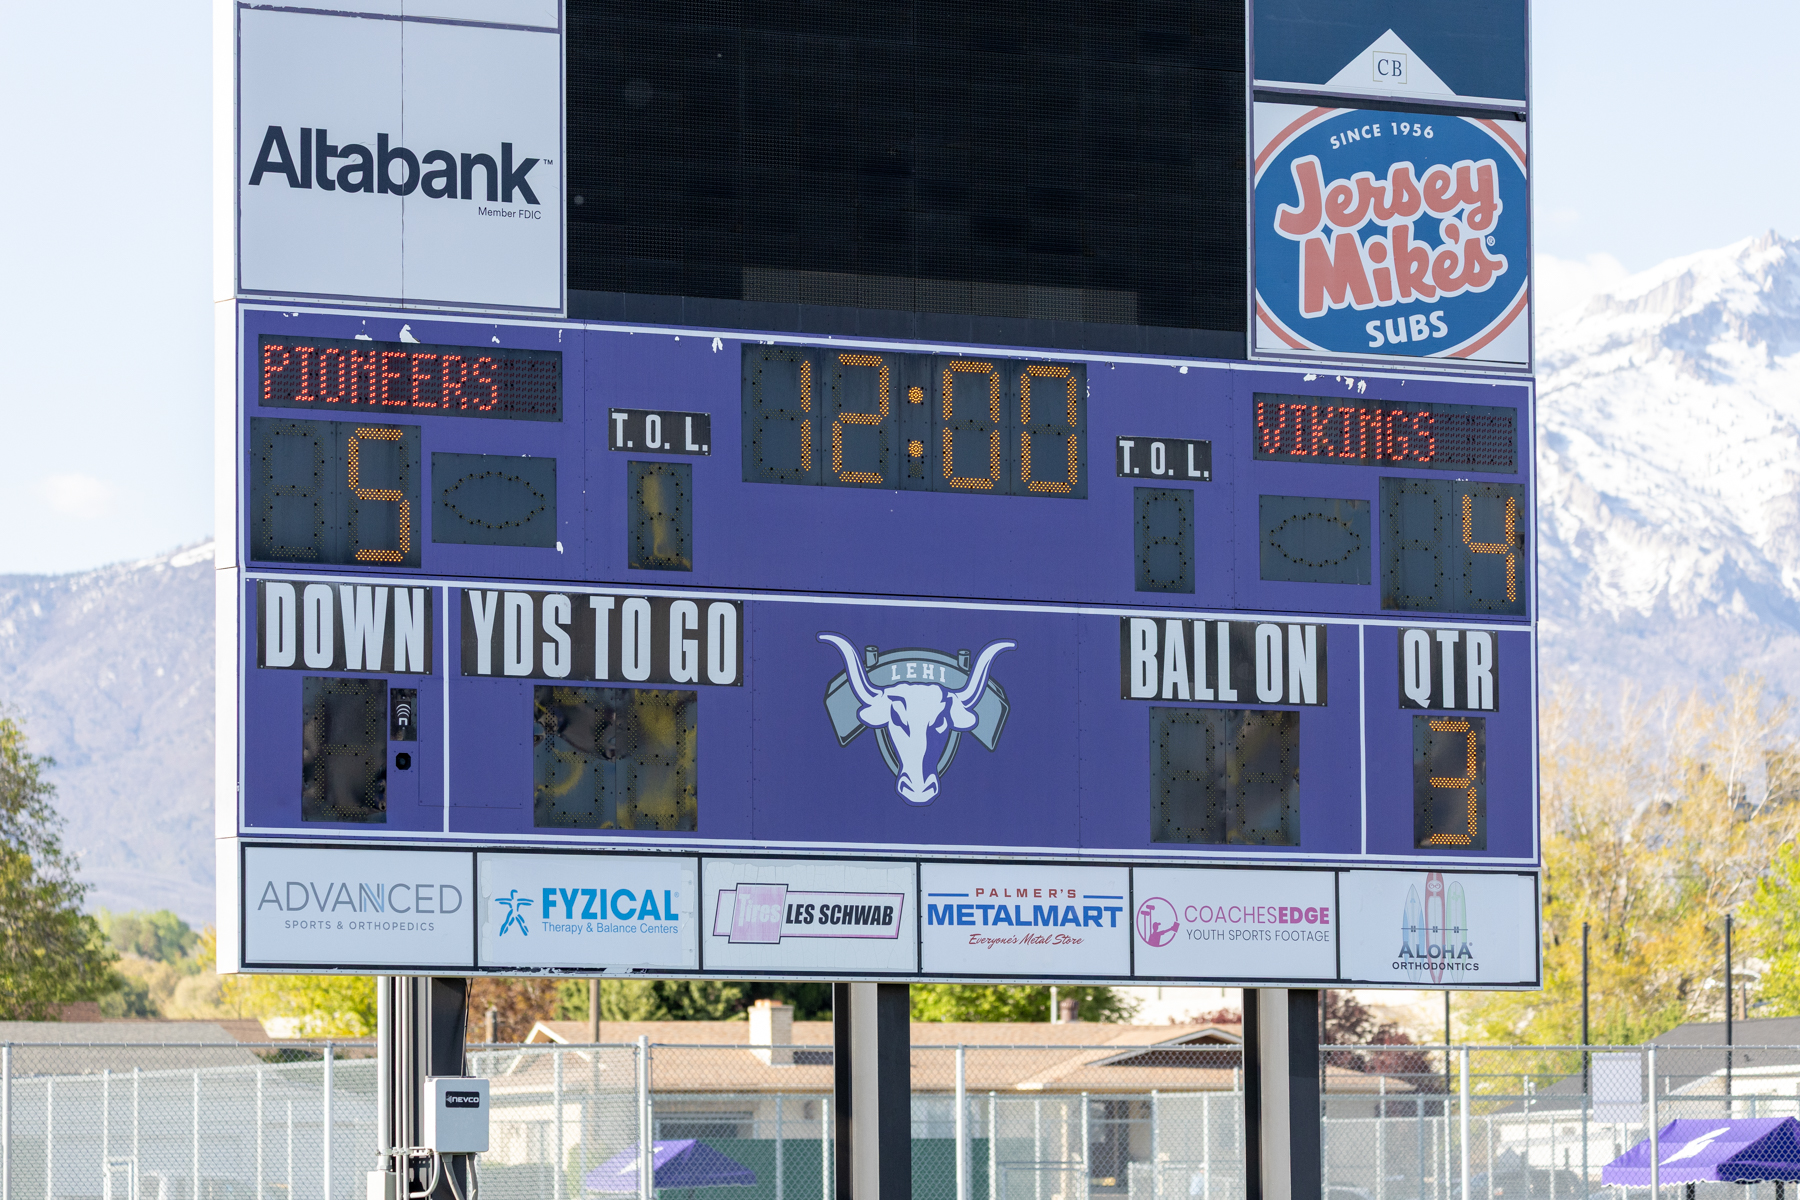 Altabank™
Member FDIC
CB
SINCE 1956
Jersey
Mike's®
SUBS
PIONEERS
12:00
VIKINGS
T. O. L.
T. O. L.
5
4
DOWN
YDS TO GO
BALL ON
QTR
LEHI
3
ADVANCED
SPORTS & ORTHOPEDICS
FYZICAL
Therapy & Balance Centers
Tires LES SCHWAB
PALMER'S
METALMART
Everyone's Metal Store
COACHESEDGE
YOUTH SPORTS FOOTAGE
ALOHA
ORTHODONTICS
NEVCO